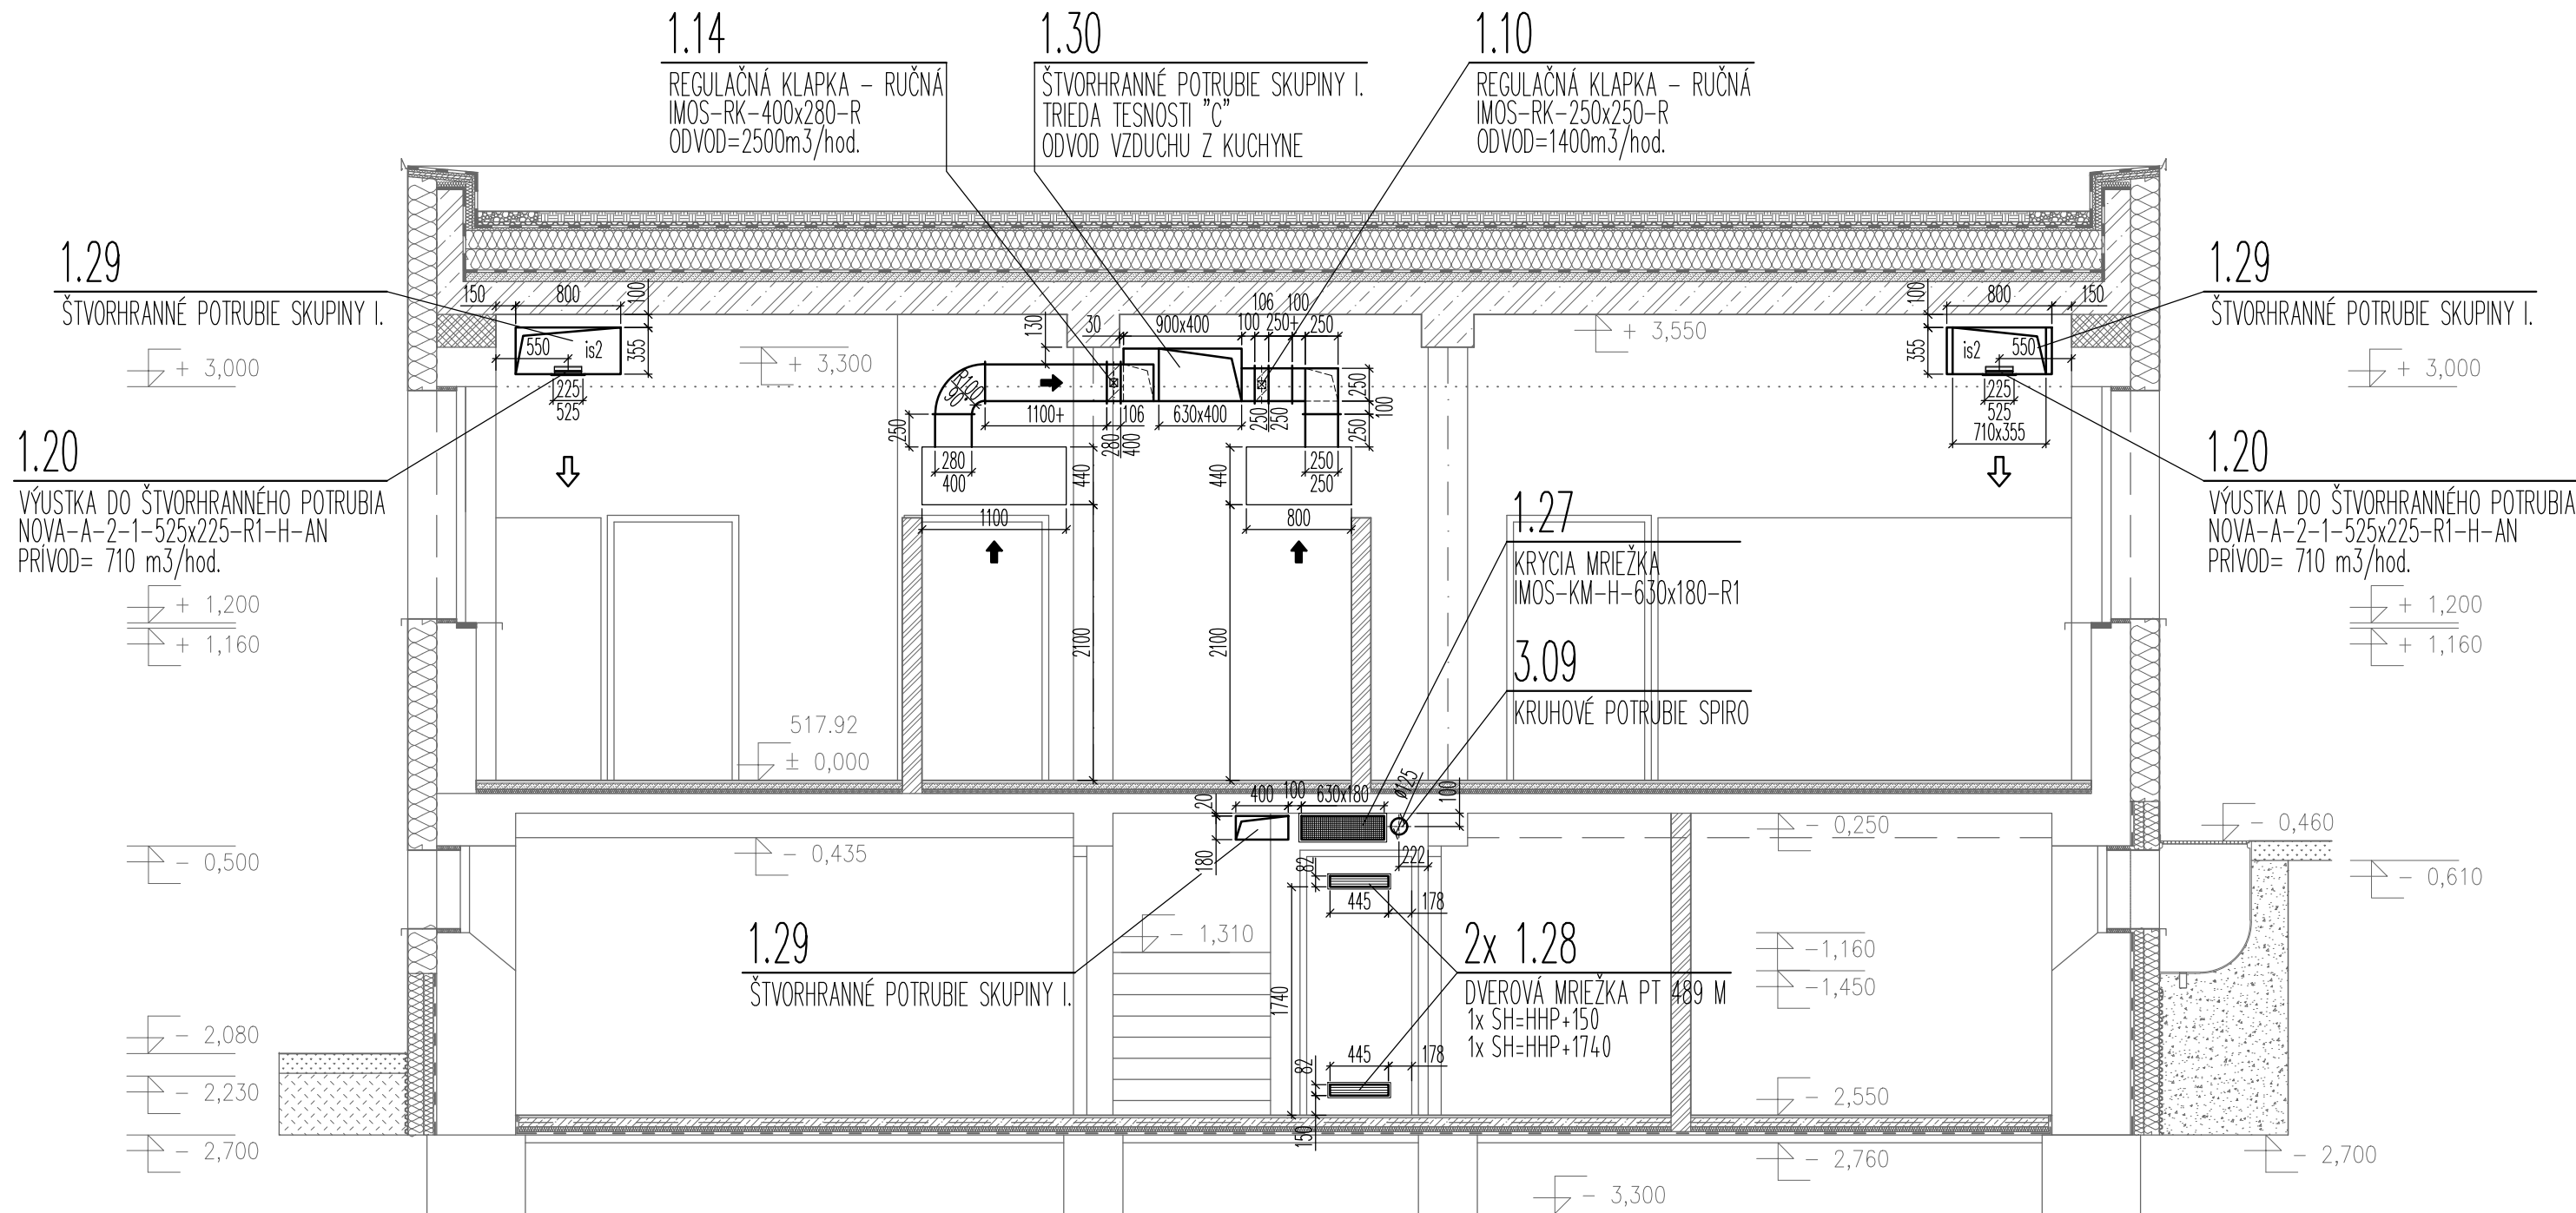 1.14
REGULAČNÁ KLAPKA – RUČNÁ
IMOS-RK-400x280-R
ODVOD=2500m3/hod.
1.30
ŠTVORHRANNÉ POTRUBIE SKUPINY I.
TRIEDA TESNOSTI "C"
ODVOD VZDUCHU Z KUCHYNE
1.10
REGULAČNÁ KLAPKA – RUČNÁ
IMOS-RK-250x250-R
ODVOD=1400m3/hod.
1.29
ŠTVORHRANNÉ POTRUBIE SKUPINY I.
1.29
ŠTVORHRANNÉ POTRUBIE SKUPINY I.
150
800
100
550
is2
355
225
525
+ 3,000
+ 3,300
130
30
900x400
106
100
100
250+
250
+ 3,550
R100
90°
1100+
106
630x400
280
400
250
250
250
100
250
250
280
400
440
1100
440
250
250
800
2100
2100
100
800
150
355
is2
550
225
525
710x355
+ 3,000
1.20
VÝUSTKA DO ŠTVORHRANNÉHO POTRUBIA
NOVA-A-2-1-525x225-R1-H-AN
PRÍVOD= 710 m3/hod.
1.20
VÝUSTKA DO ŠTVORHRANNÉHO POTRUBIA
NOVA-A-2-1-525x225-R1-H-AN
PRÍVOD= 710 m3/hod.
1.27
KRYCIA MRIEŽKA
IMOS-KM-H-630x180-R1
3.09
KRUHOVÉ POTRUBIE SPIRO
+ 1,200
+ 1,160
+ 1,200
+ 1,160
517.92
± 0,000
20
400
100
630x180
ø125
100
180
222
82
445
178
- 0,500
- 0,435
- 0,250
- 0,460
- 0,610
1.29
ŠTVORHRANNÉ POTRUBIE SKUPINY I.
- 1,310
1740
2x 1.28
DVEROVÁ MRIEŽKA PT 489 M
1x SH=HHP+150
1x SH=HHP+1740
-1,160
-1,450
82
445
178
150
- 2,080
- 2,230
- 2,700
- 2,550
- 2,760
- 3,300
- 2,700